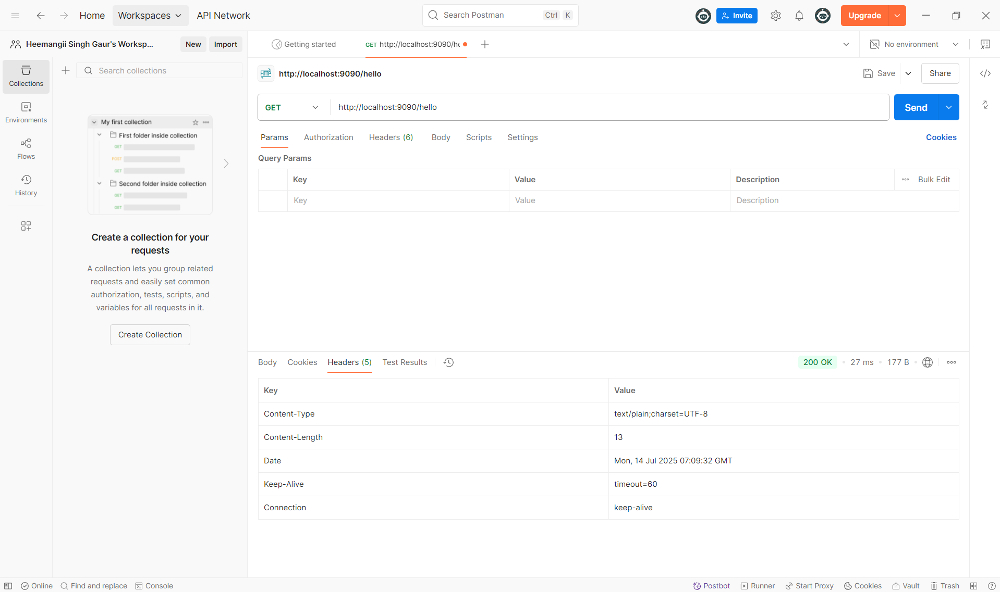 Home
Workspaces
API Network
Search Postman
Ctrl K
Invite
Upgrade
Heemangii Singh Gaur's Worksp...
New
Import
Getting started
GET http://localhost:9090/he
No environment
Collections
Environments
Flows
History
Search collections
My first collection
First folder inside collection
GET
POST
GET
Second folder inside collection
GET
GET
Create a collection for your
requests
A collection lets you group related
requests and easily set common
authorization, tests, scripts, and
variables for all requests in it.
Create Collection
HTTP
http://localhost:9090/hello
Save
Share
GET
http://localhost:9090/hello
Send
Params
Authorization
Headers (6)
Body
Scripts
Settings
Cookies
Query Params
Key Value Description Bulk Edit
Key Value Description
Body
Cookies
Headers (5)
Test Results
200 OK
27 ms
177 B
Key Value
Content-Type text/plain;charset=UTF-8
Content-Length 13
Date Mon, 14 Jul 2025 07:09:32 GMT
Keep-Alive timeout=60
Connection keep-alive
Online
Find and replace
Console
Postbot
Runner
Start Proxy
Cookies
Vault
Trash